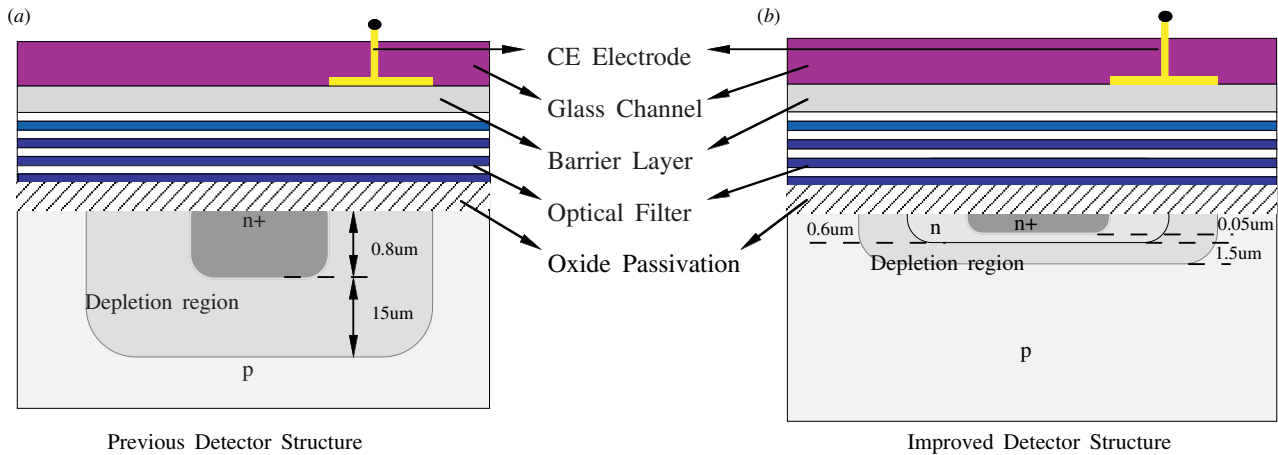 (a)
(b)
CE Electrode
Glass Channel
Barrier Layer
Optical Filter
Oxide Passivation
n+
0.8um
Depletion region
15um
p
Previous Detector Structure
0.6um
n
n+
0.05um
1.5um
Depletion region
p
Improved Detector Structure